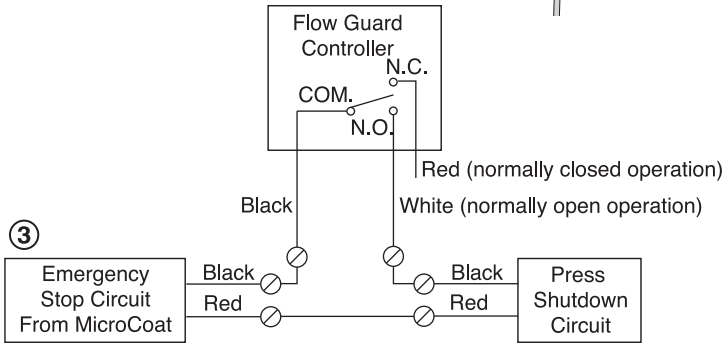 Flow Guard
Controller
N.C.
COM.
N.O.
Red (normally closed operation)
Black
White (normally open operation)
3
Emergency
Stop Circuit
From MicroCoat
Black
Red
Black
Red
Press
Shutdown
Circuit